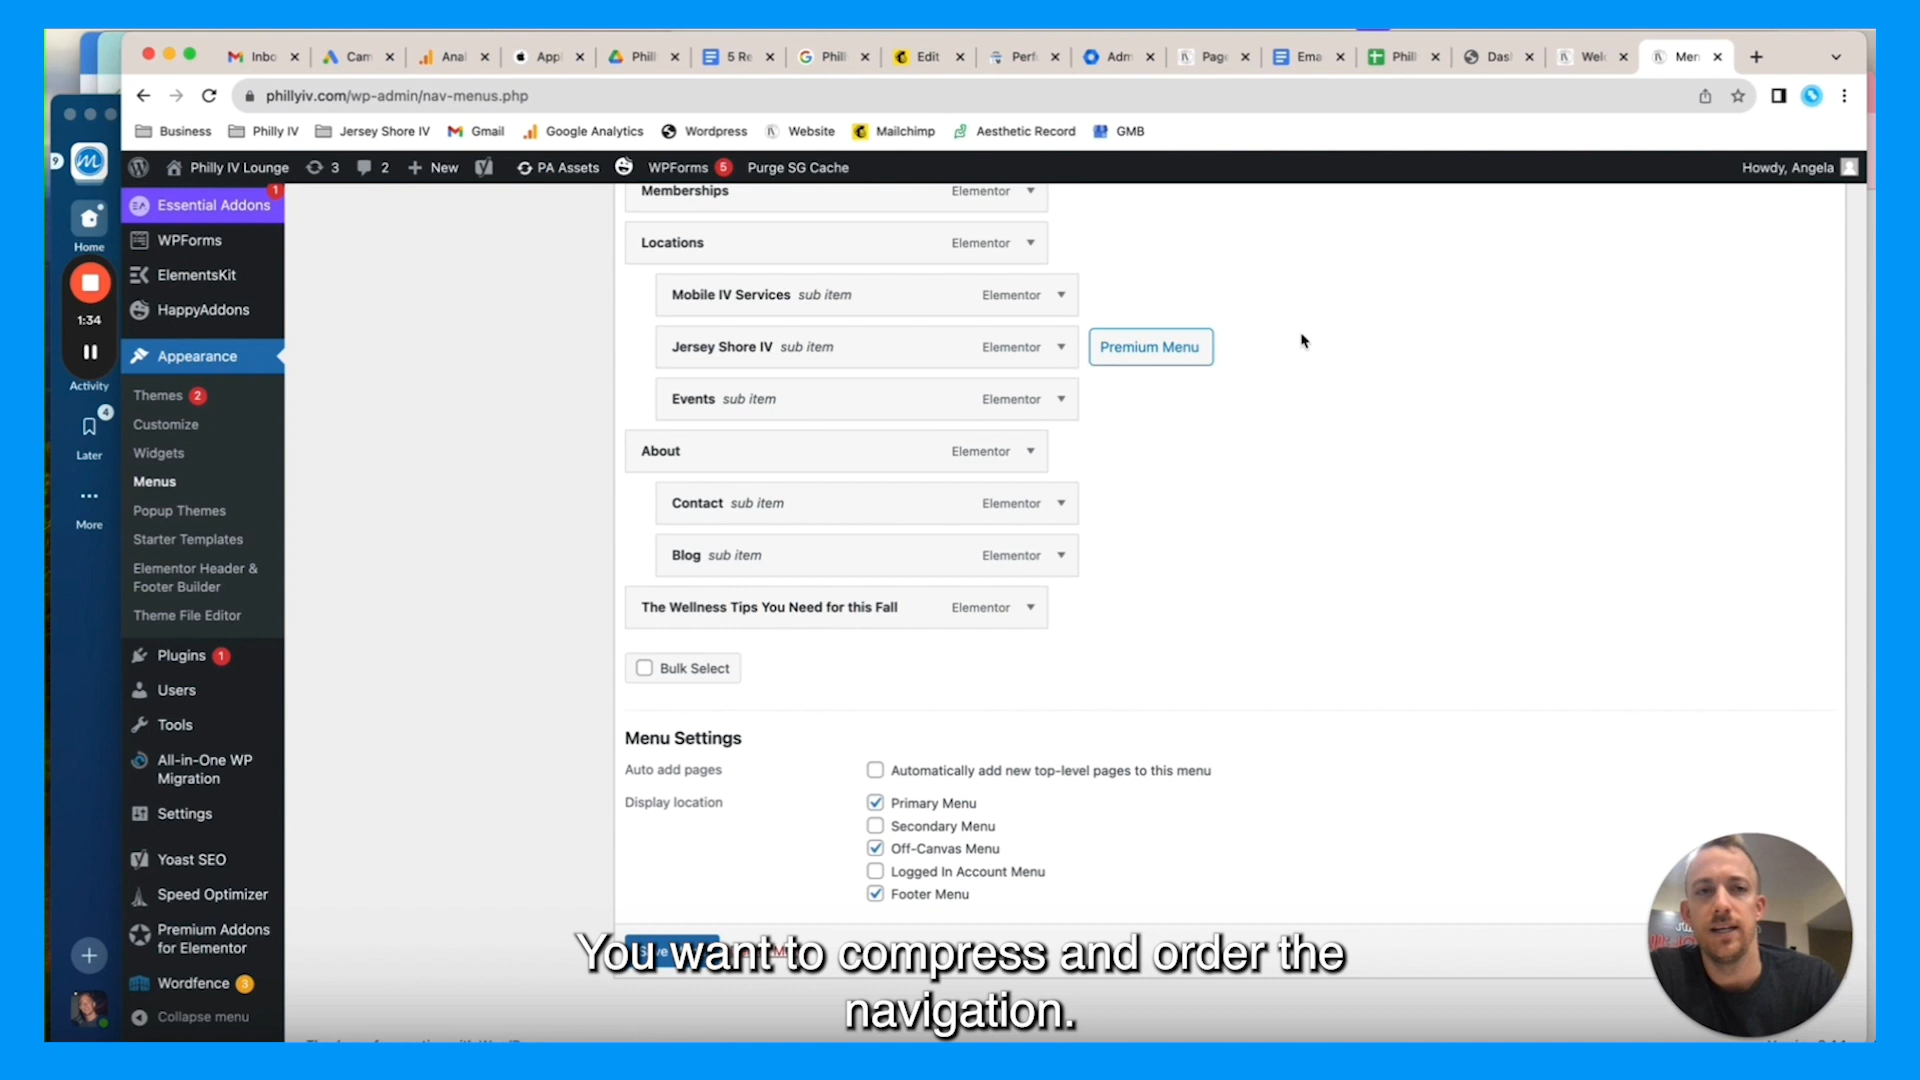 Inbo
Cam
Anal
Appl
Phill
5 Re
Phill
Edit
Perf
Adm
Page
Ema
Phill
Das
Welc
Men
phillyiv.com/wp-admin/nav-menus.php
Business
Philly IV
Jersey Shore IV
Gmail
Google Analytics
Wordpress
Website
Mailchimp
Aesthetic Record
GMB
Philly IV Lounge
3
2
New
PA Assets
WPForms 5
Purge SG Cache
Howdy, Angela
9
Home
1:34
Activity
4
Later
More
Essential Addons
1
WPForms
ElementsKit
HappyAddons
Appearance
Themes 2
Customize
Widgets
Menus
Popup Themes
Starter Templates
Elementor Header &
Footer Builder
Theme File Editor
Plugins 1
Users
Tools
All-in-One WP
Migration
Settings
Yoast SEO
Speed Optimizer
Premium Addons
for Elementor
Wordfence 3
Collapse menu
Memberships Elementor
Locations Elementor
Mobile IV Services sub item Elementor
Jersey Shore IV sub item Elementor
Premium Menu
Events sub item Elementor
About Elementor
Contact sub item Elementor
Blog sub item Elementor
The Wellness Tips You Need for this Fall Elementor
Bulk Select
Menu Settings
Auto add pages
Automatically add new top-level pages to this menu
Display location
Primary Menu
Secondary Menu
Off-Canvas Menu
Logged In Account Menu
Footer Menu
You want to compress and order the
navigation.